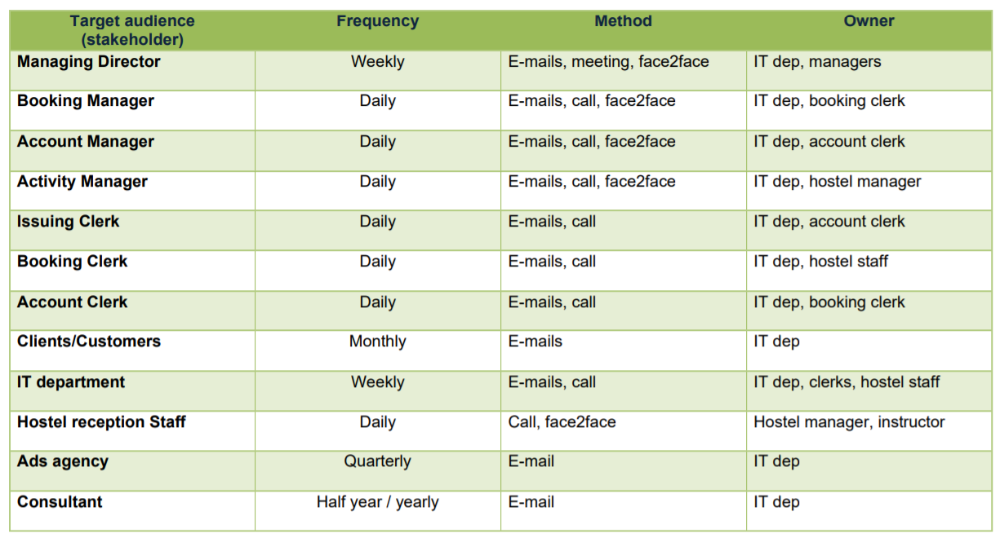 Target audience (stakeholder) Frequency Method Owner
Managing Director Weekly E-mails, meeting, face2face IT dep, managers
Booking Manager Daily E-mails, call, face2face IT dep, booking clerk
Account Manager Daily E-mails, call, face2face IT dep, account clerk
Activity Manager Daily E-mails, call, face2face IT dep, hostel manager
Issuing Clerk Daily E-mails, call IT dep, account clerk
Booking Clerk Daily E-mails, call IT dep, hostel staff
Account Clerk Daily E-mails, call IT dep, booking clerk
Clients/Customers Monthly E-mails IT dep
IT department Weekly E-mails, call IT dep, clerks, hostel staff
Hostel reception Staff Daily Call, face2face Hostel manager, instructor
Ads agency Quarterly E-mail IT dep
Consultant Half year / yearly E-mail IT dep